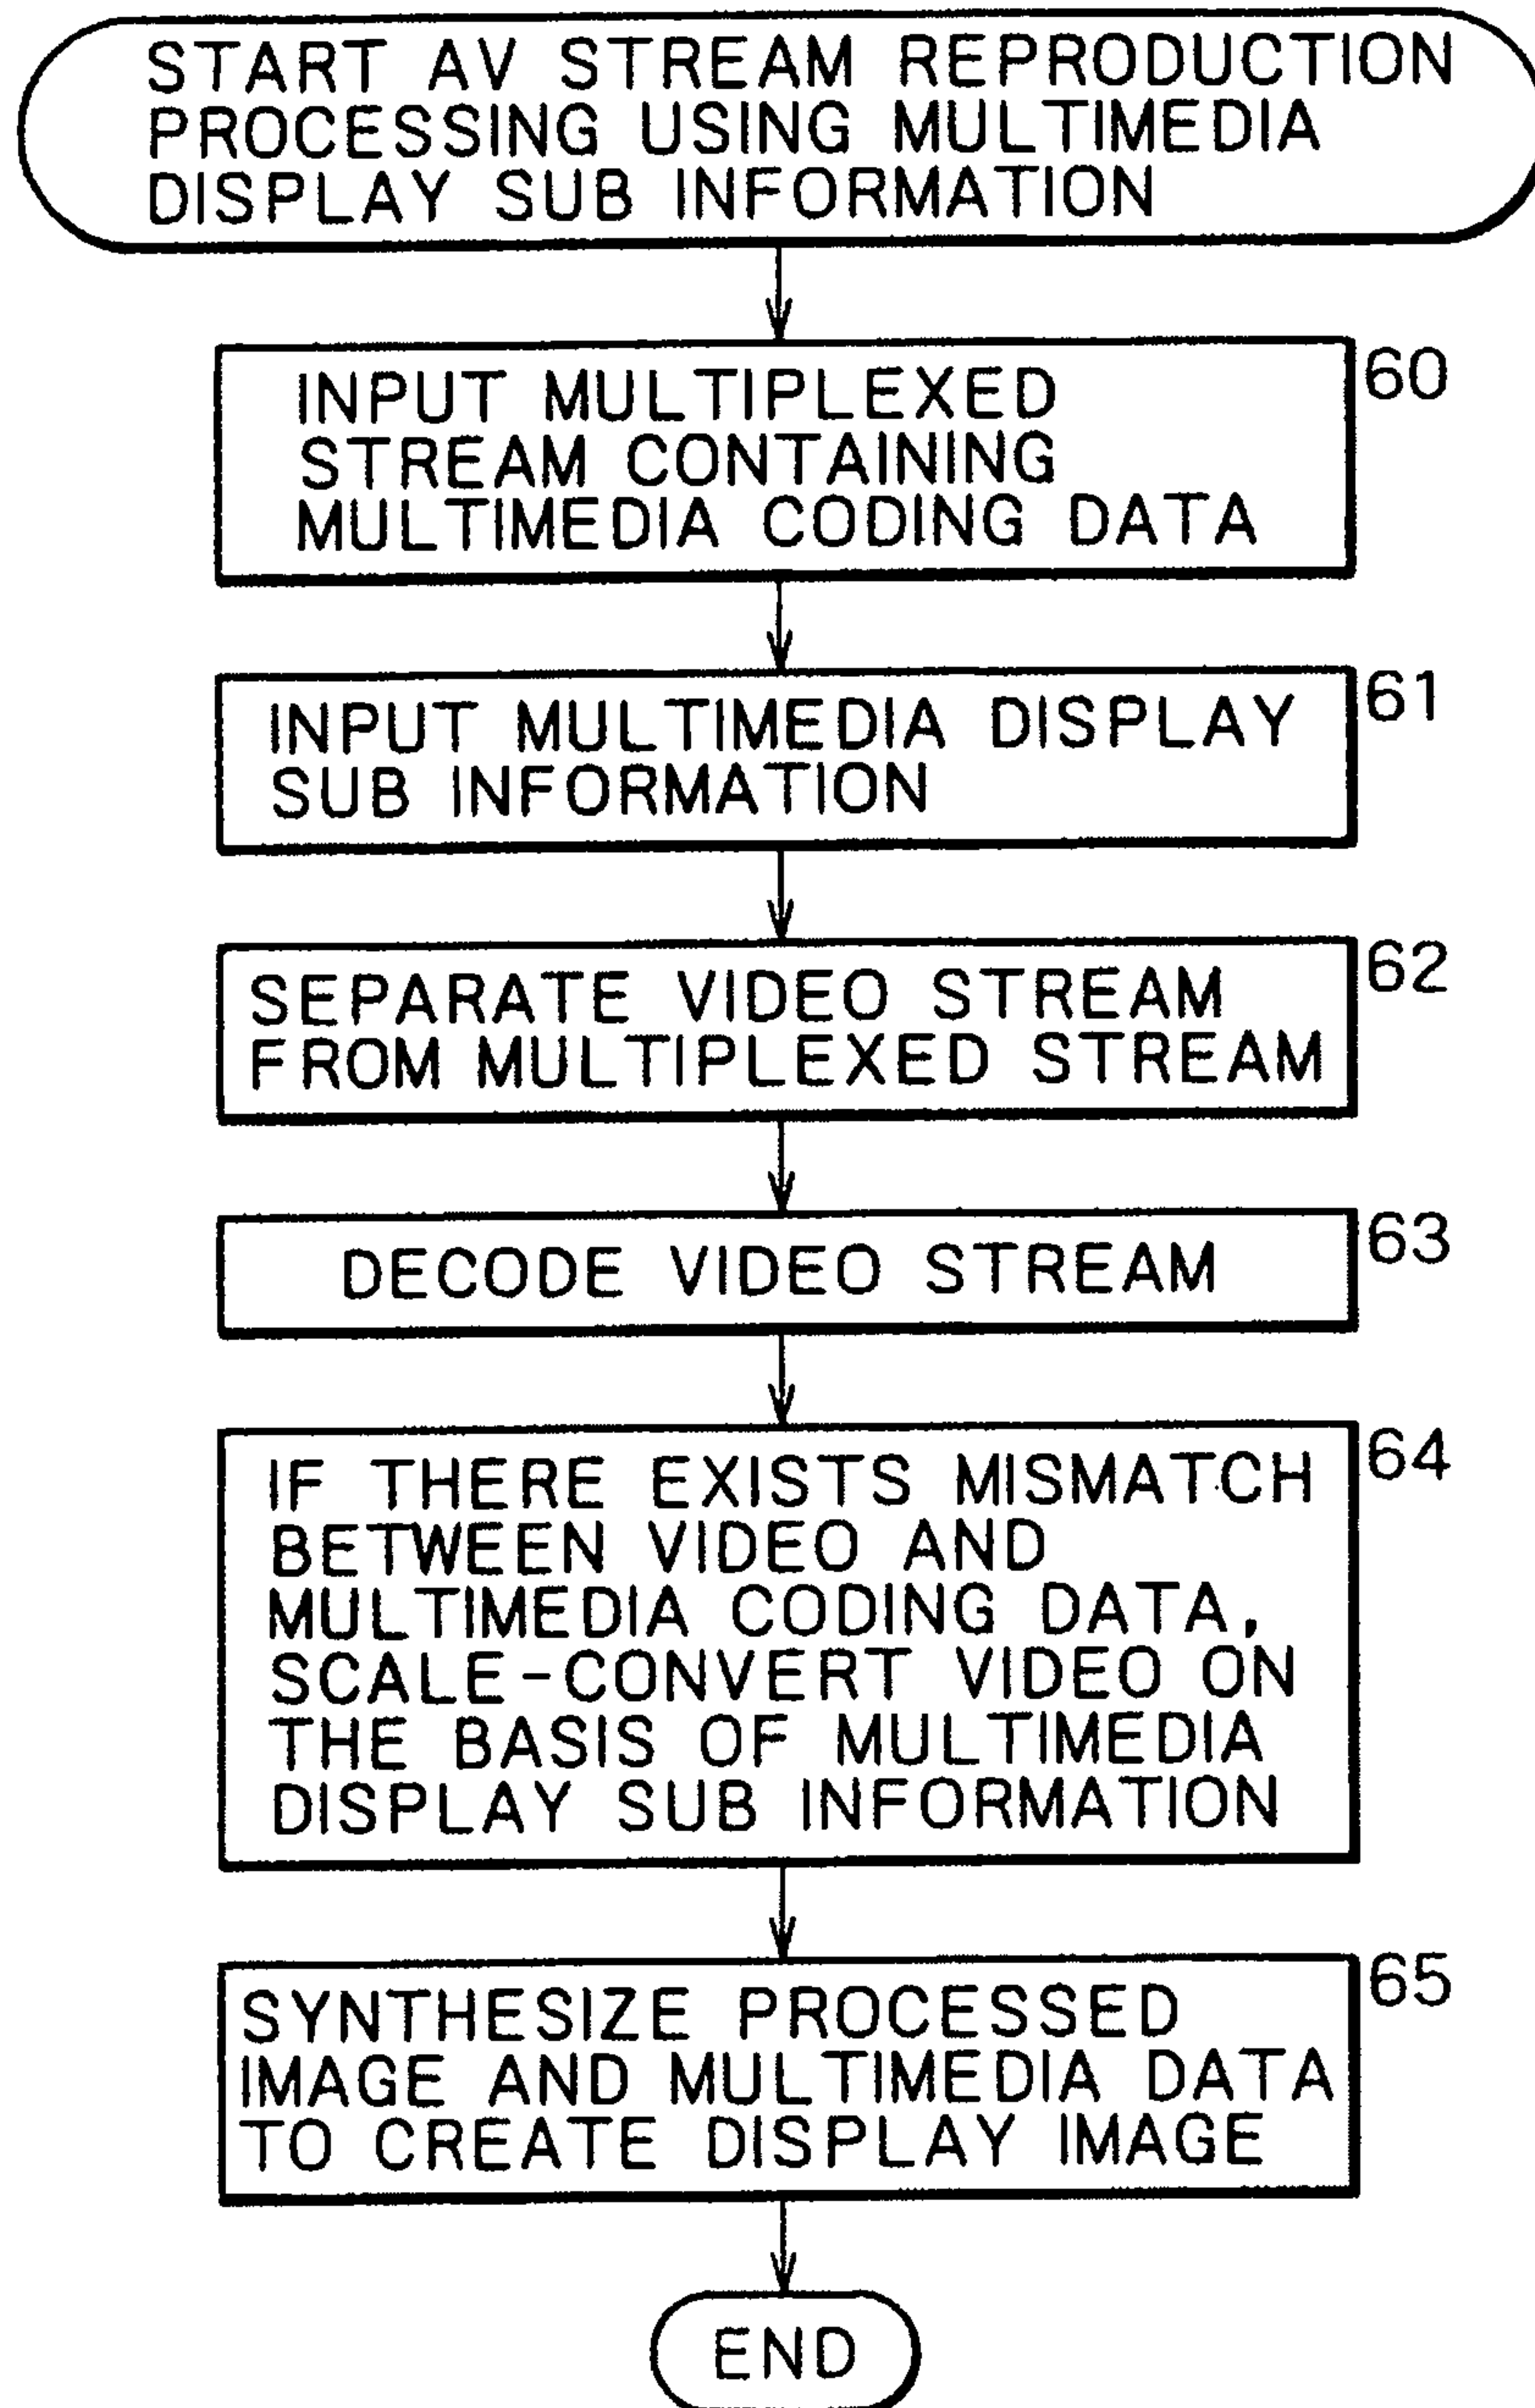 START AV STREAM REPRODUCTION
PROCESSING USING MULTIMEDIA
DISPLAY SUB INFORMATION
60
INPUT MULTIPLEXED
STREAM CONTAINING
MULTIMEDIA CODING DATA
61
INPUT MULTIMEDIA DISPLAY
SUB INFORMATION
62
SEPARATE VIDEO STREAM
FROM MULTIPLEXED STREAM
63
DECODE VIDEO STREAM
64
IF THERE EXISTS MISMATCH
BETWEEN VIDEO AND
MULTIMEDIA CODING DATA,
SCALE-CONVERT VIDEO ON
THE BASIS OF MULTIMEDIA
DISPLAY SUB INFORMATION
65
SYNTHESIZE PROCESSED
IMAGE AND MULTIMEDIA DATA
TO CREATE DISPLAY IMAGE
END